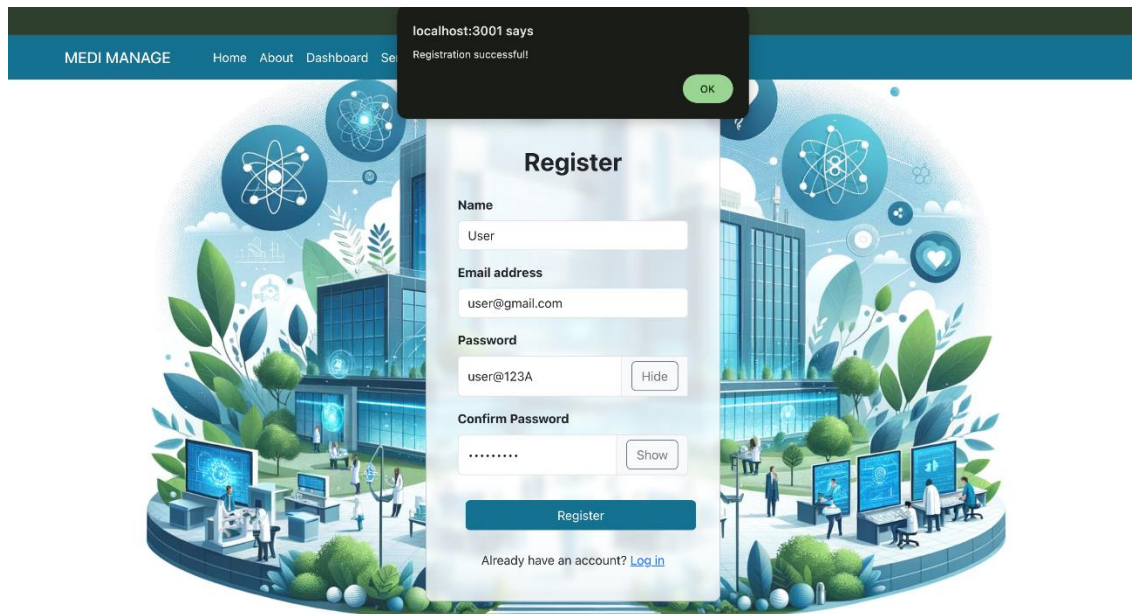 localhost:3001 says
Registration successful!
OK
MEDI MANAGE Home About Dashboard
Register
Name
User
Email address
user@gmail.com
Password
user@123A Hide
Confirm Password
......... Show
Register
Already have an account? Log in